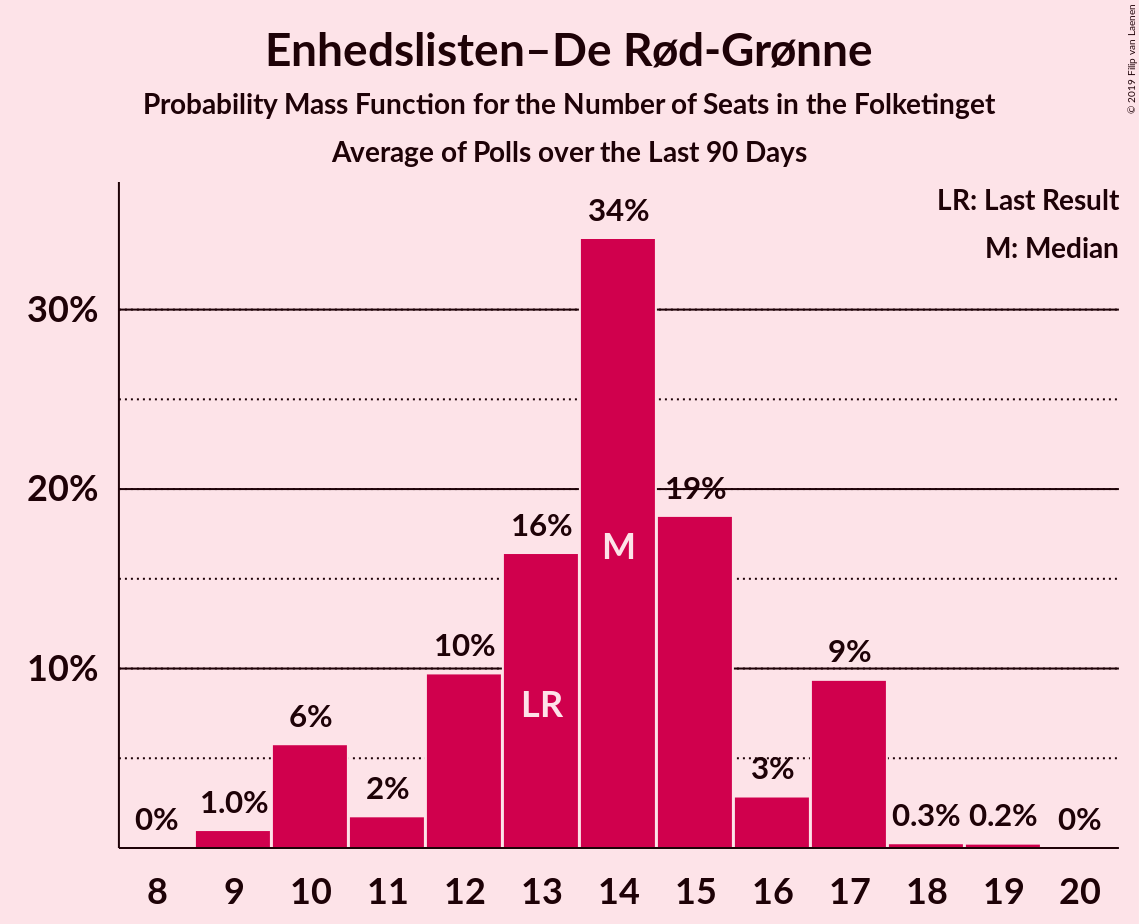 Enhedslisten–De Rød-Grønne
Probability Mass Function for the Number of Seats in the Folketinget
Average of Polls over the Last 90 Days
© 2019 Filip van Laenen
LR: Last Result
M: Median
34%
30%
20%
19%
16%
M
10%
10%
9%
LR
6%
3%
2%
1.0%
0%
0.3%
0.2%
0%
8 9 10 11 12 13 14 15 16 17 18 19 20